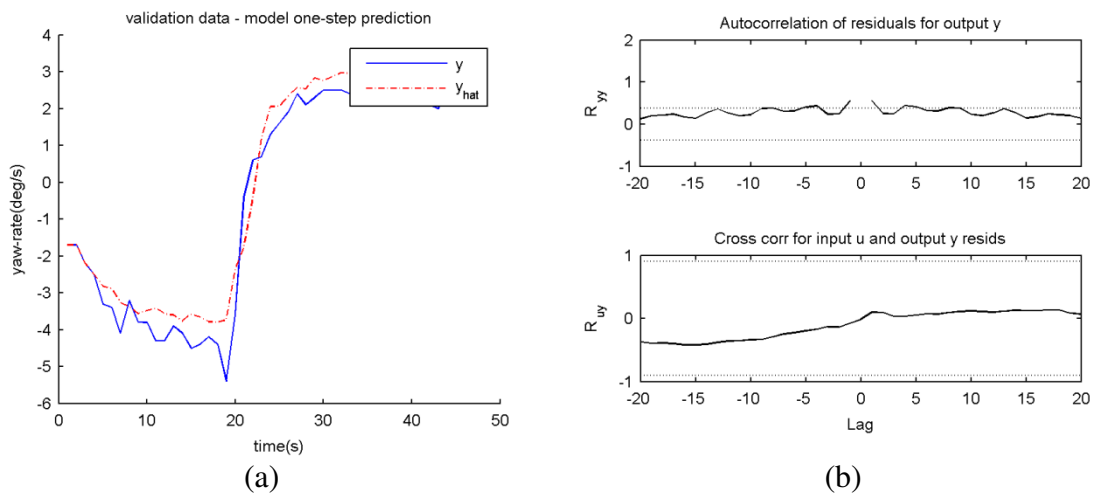 validation data - model one-step prediction
4
3
2
1
0
-1
-2
-3
-4
-5
-6
yaw-rate(deg/s)
y
y hat
0 10 20 30 40 50
time(s)
(a)
Autocorrelation of residuals for output y
2
1
0
-1
R yy
-20 -15 -10 -5 0 5 10 15 20
Cross corr for input u and output y resids
1
0
-1
R uy
-20 -15 -10 -5 0 5 10 15 20
Lag
(b)